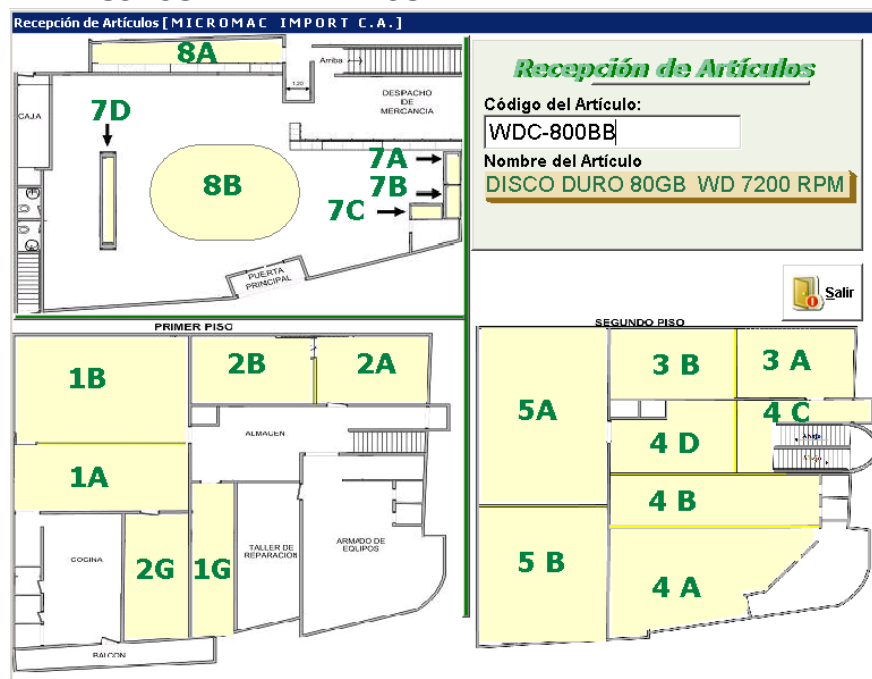 Recepción de Artículos [ M I C R O M A C  I M P O R T  C . A . ]
8A
Arriba
1.20
DESPACHO
DE
MERCANCIA
CAJA
7D
7A
7B
8B
7C
PUERTA
PRINCIPAL
Recepción de Artículos
Código del Artículo:
WDC-800BB
Nombre del Artículo
DISCO DURO 80GB  WD 7200 RPM
Salir
PRIMER PISO
1B
2B
2A
ALMACEN
1A
COCINA
2G
1G
TALLER DE
REPARACION
ARMADO DE
EQUIPOS
BALCON
SEGUNDO PISO
5A
3 B
3 A
4 C
4 D
Abajo
4 B
5 B
4 A